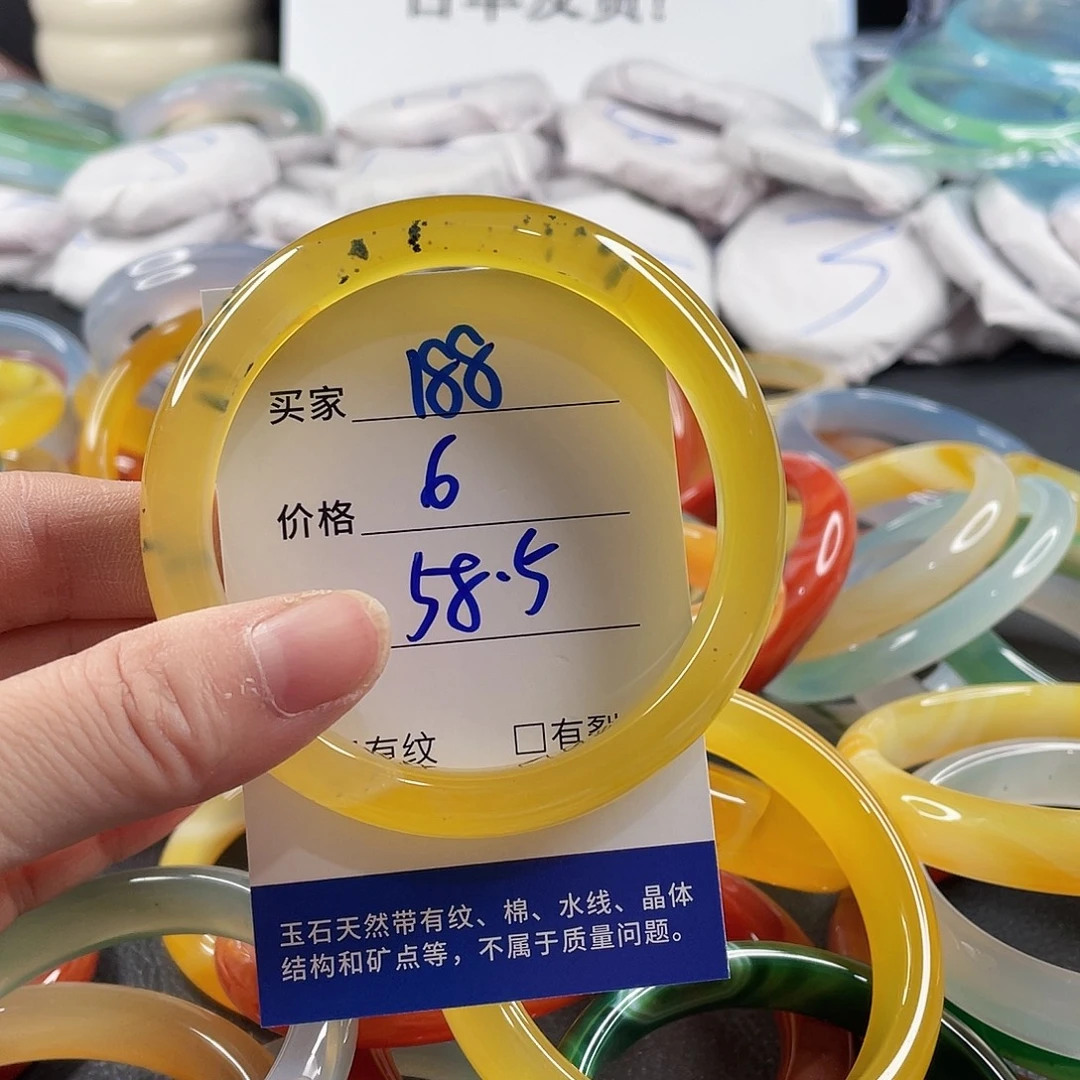 买家 188
价格 6
58.5
有纹 □有裂
玉石天然带有纹、棉、水线、晶体
结构和矿点等，不属于质量问题。
3